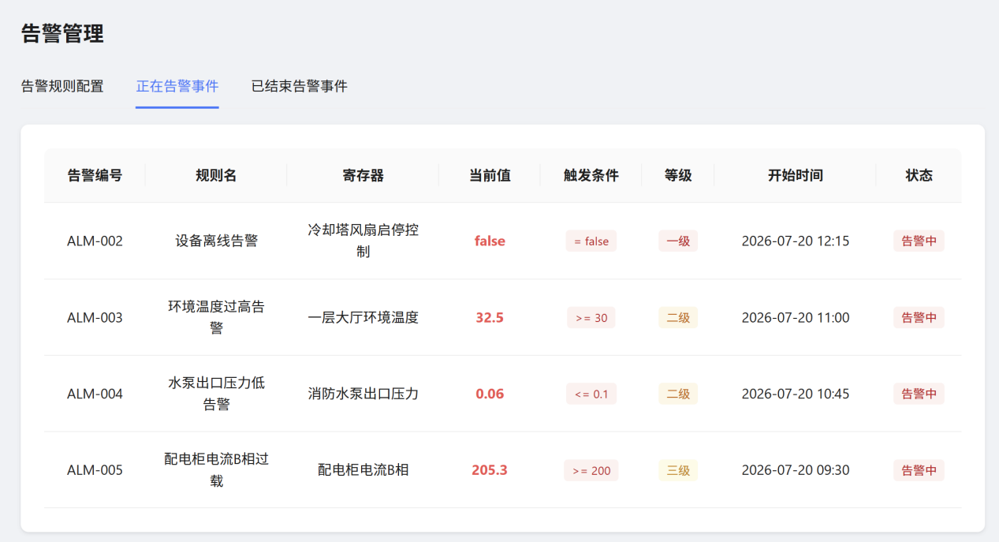 告警管理
告警规则配置 正在告警事件 已结束告警事件
告警编号 规则名 寄存器 当前值 触发条件 等级 开始时间 状态
ALM-002 设备离线告警 冷却塔风扇启停控
制 false = false 一级 2026-07-20 12:15 告警中
ALM-003 环境温度过高告
警 一层大厅环境温度 32.5 >= 30 二级 2026-07-20 11:00 告警中
ALM-004 水泵出口压力低
告警 消防水泵出口压力 0.06 <= 0.1 二级 2026-07-20 10:45 告警中
ALM-005 配电柜电流B相过
载 配电柜电流B相 205.3 >= 200 三级 2026-07-20 09:30 告警中